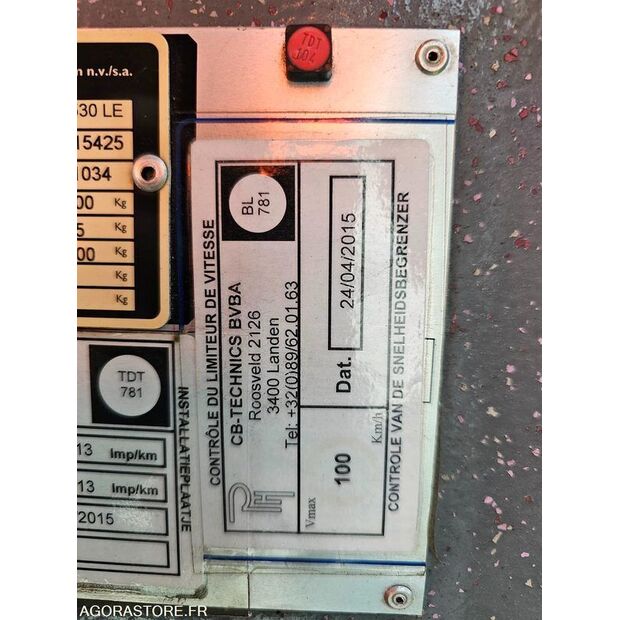 TDT
104
n n.v./s.a.
30 LE
15425
1034
00 Kg
5 Kg
00 Kg
Kg
Kg
TDT
781
INSTALLATIEPLAATJE
13 Imp/km
13 Imp/km
2015
CONTRÔLE DU LIMITEUR DE VITESSE
CB-TECHNICS BVBA
Roosveld 2126
3400 Landen
Tel: +32(0)89/62.01.63
BL
781
Vmax
100
Km/h
Dat.
24/04/2015
CONTROLE VAN DE SNELHEIDSBEGRENZER
AGORASTORE.FR